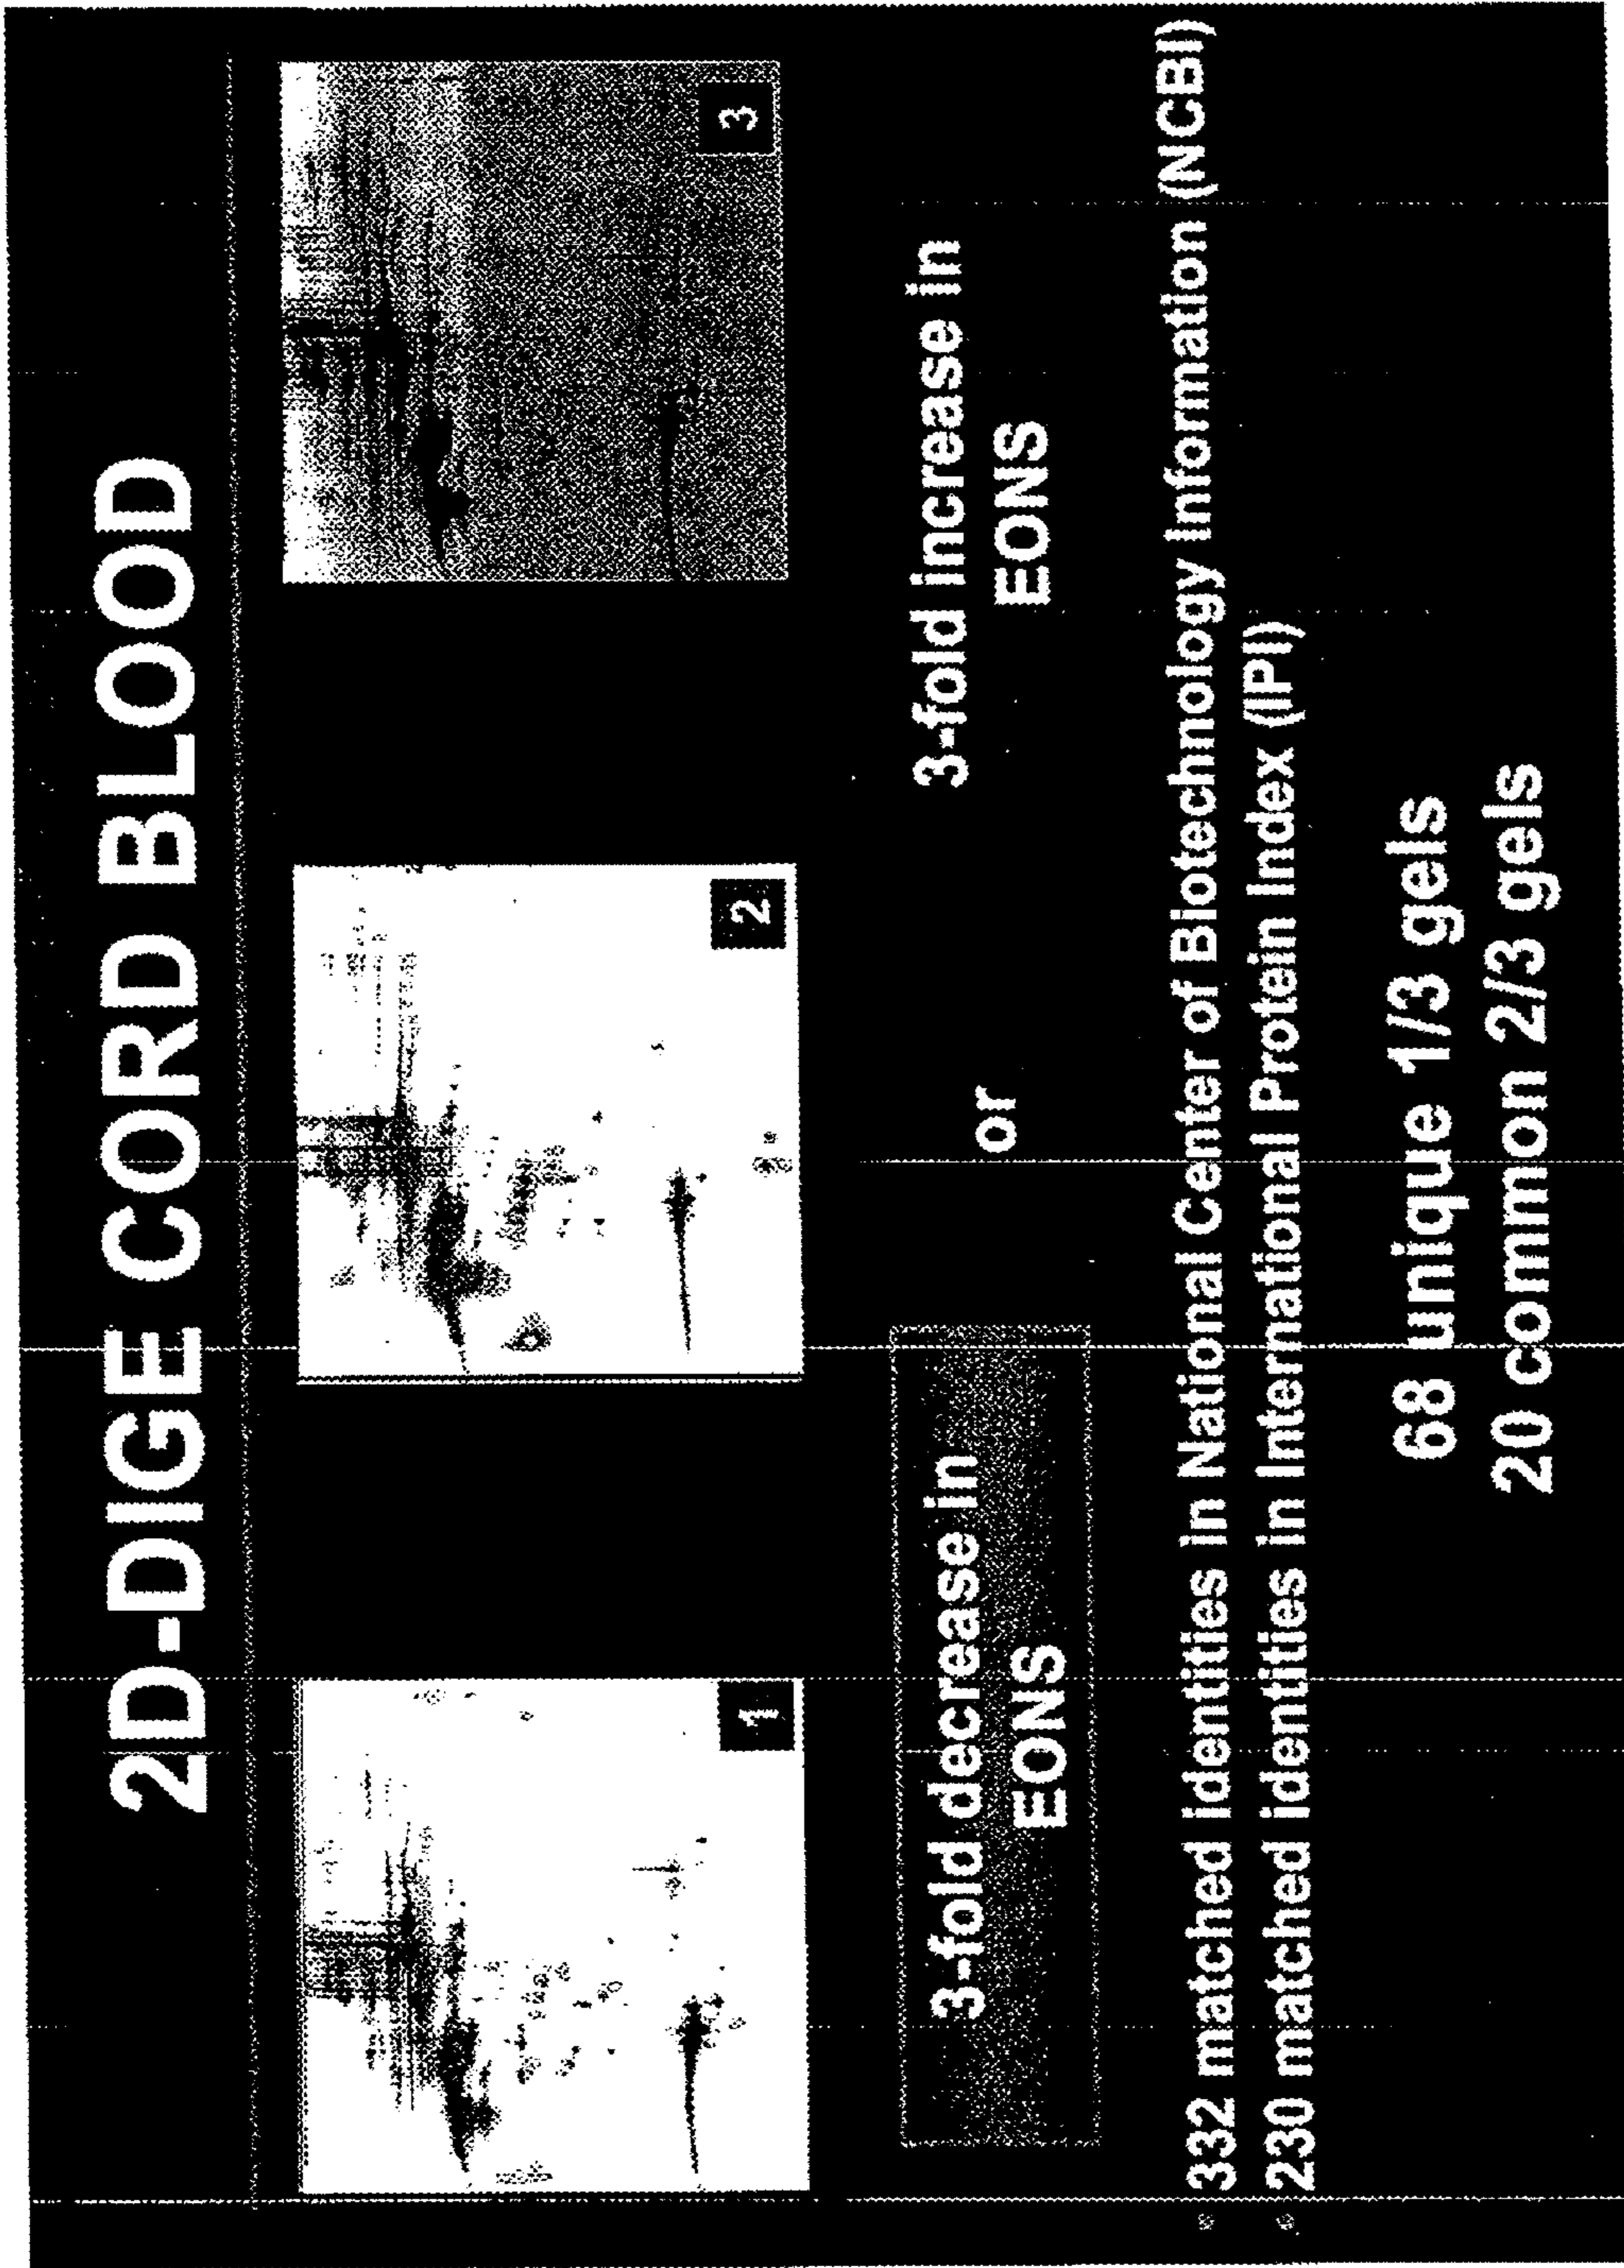 2D-DIGE CORD BLOOD
1
2
3
3-fold decrease in
EONS
or
3-fold increase in
EONS
332 matched identities in National Center of Biotechnology Information (NCBI)
230 matched identities in International Protein Index (IPI)
68 unique 1/3 gels
20 common 2/3 gels